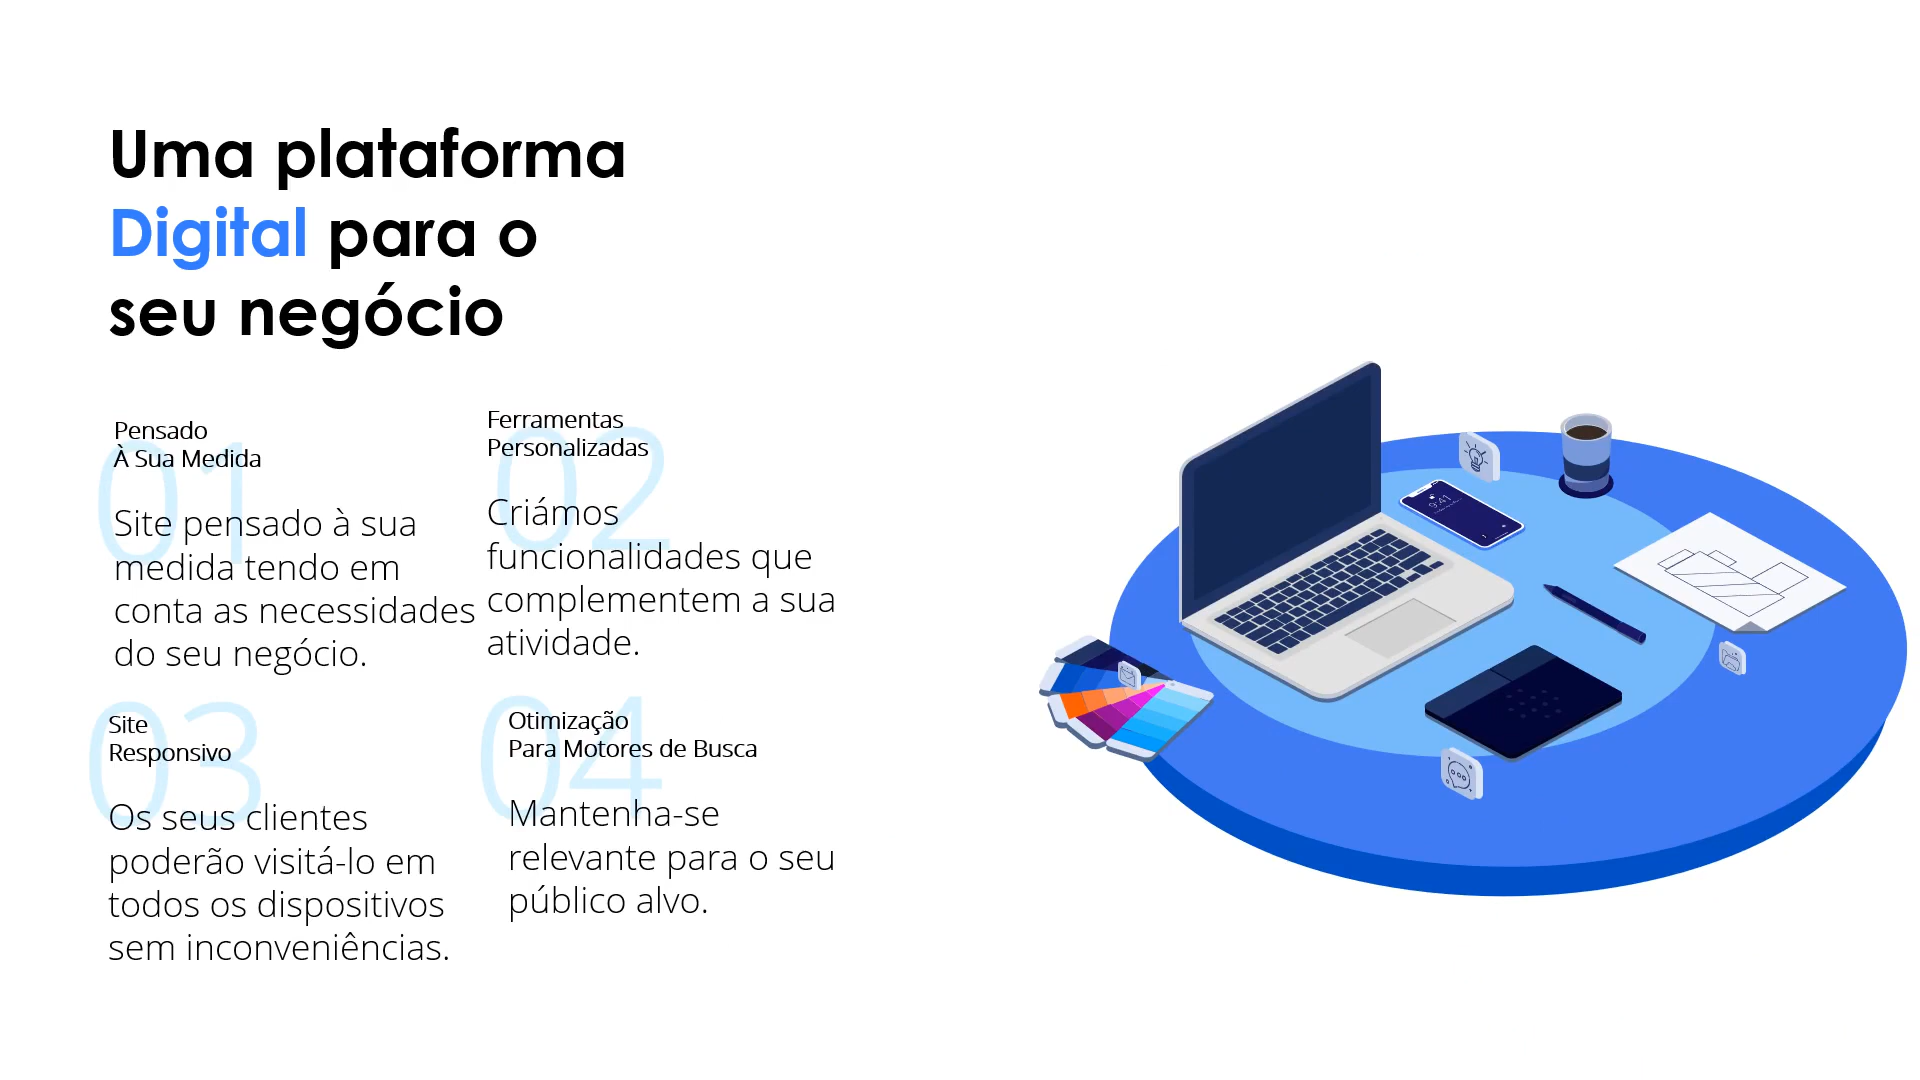 Uma plataforma
Digital para o
seu negócio
01
Pensado
À Sua Medida
Site pensado à sua
medida tendo em
conta as necessidades
do seu negócio.
02
Ferramentas
Personalizadas
Criámos
funcionalidades que
complementem a sua
atividade.
03
Site
Responsivo
Os seus clientes
poderão visitá-lo em
todos os dispositivos
sem inconveniências.
04
Otimização
Para Motores de Busca
Mantenha-se
relevante para o seu
público alvo.
9:41